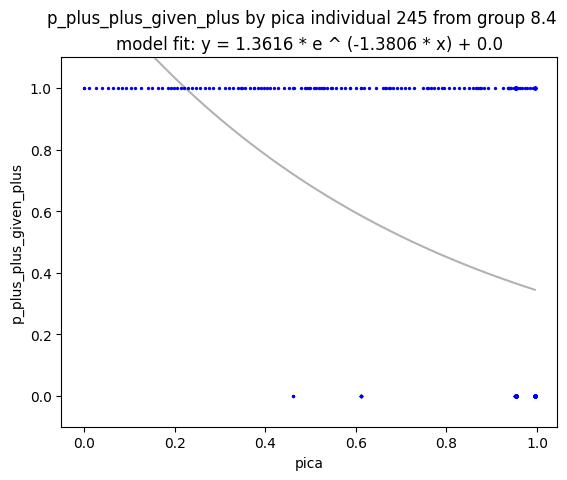 p_plus_plus_given_plus by pica individual 245 from group 8.4
model fit: y = 1.3616 * e ^ (-1.3806 * x) + 0.0
p_plus_plus_given_plus
1.0
0.8
0.6
0.4
0.2
0.0
0.0 0.2 0.4 0.6 0.8 1.0
pica